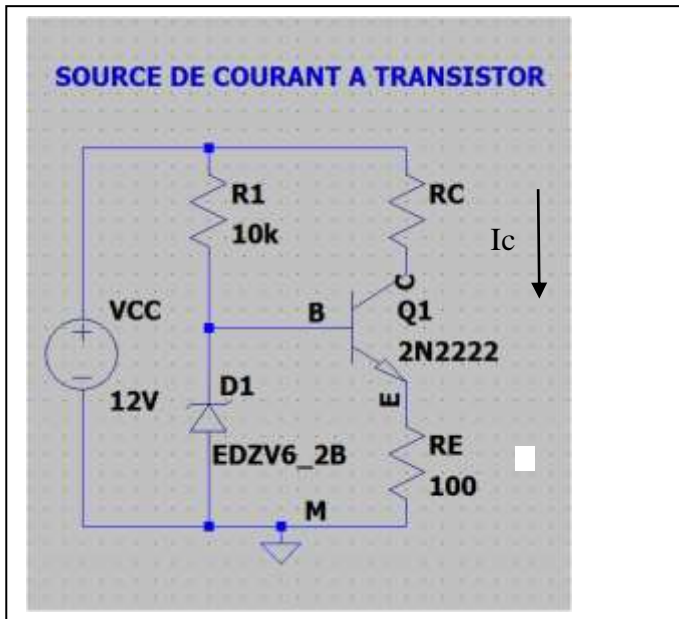 SOURCE DE COURANT A TRANSISTOR
R1
10k
RC
Ic
C
VCC
B
Q1
2N2222
12V
D1
E
EDZV6_2B
RE
100
M